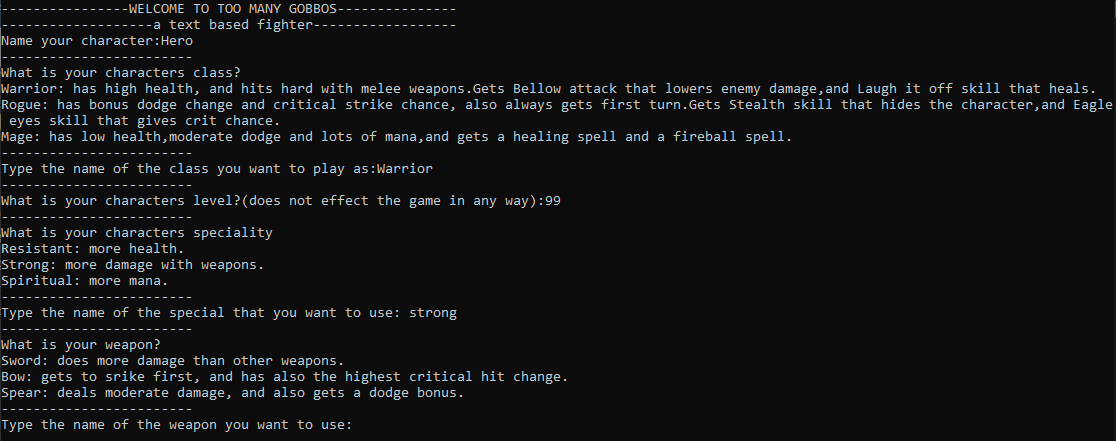 ----------------WELCOME TO TOO MANY GOBBOS---------------
-------------------a text based fighter------------------
Name your character:Hero
------------------------
What is your characters class?
Warrior: has high health, and hits hard with melee weapons.Gets Bellow attack that lowers enemy damage,and Laugh it off skill that heals.
Rogue: has bonus dodge change and critical strike chance, also always gets first turn.Gets Stealth skill that hides the character,and Eagle
eyes skill that gives crit chance.
Mage: has low health,moderate dodge and lots of mana,and gets a healing spell and a fireball spell.
------------------------
Type the name of the class you want to play as:Warrior
------------------------
What is your characters level?(does not effect the game in any way):99
------------------------
What is your characters speciality
Resistant: more health.
Strong: more damage with weapons.
Spiritual: more mana.
------------------------
Type the name of the special that you want to use: strong
------------------------
What is your weapon?
Sword: does more damage than other weapons.
Bow: gets to srike first, and has also the highest critical hit change.
Spear: deals moderate damage, and also gets a dodge bonus.
------------------------
Type the name of the weapon you want to use: